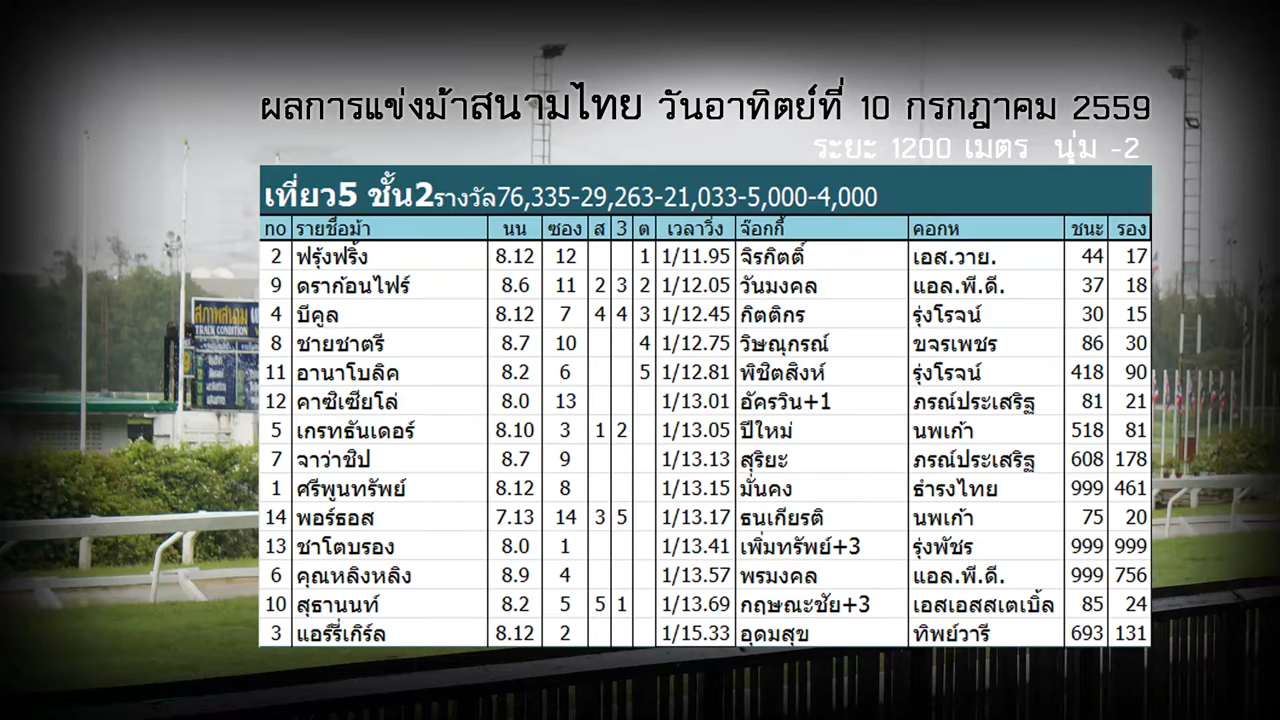 ผลการแข่งม้าสนามไทย วันอาทิตย์ที่ 10 กรกฎาคม 2559
ระยะ 1200 เมตร นุ่ม -2
เที่ยว5 ชั้น2รางวัล76,335-29,263-21,033-5,000-4,000
no รายชื่อม้า นน ซอง ส 3 ต เวลาวิ่ง จ๊อกกี้ คอกห ชนะ รอง
2 ฟรุ้งฟริ้ง 8.12 12 1 1/11.95 จิรกิตติ์ เอส.วาย. 44 17
9 ดราก้อนไฟร์ 8.6 11 2 3 2 1/12.05 วันมงคล แอล.พี.ดี. 37 18
4 บีคูล 8.12 7 4 4 3 1/12.45 กิตติกร รุ่งโรจน์ 30 15
8 ชายชาตรี 8.7 10 4 1/12.75 วิษณุกรณ์ ขจรเพชร 86 30
11 อานาโบลิค 8.2 6 5 1/12.81 พิชิตสิงห์ รุ่งโรจน์ 418 90
12 คาซิเซียโล่ 8.0 13 1/13.01 อัครวิน+1 ภรณ์ประเสริฐ 81 21
5 เกรทธันเดอร์ 8.10 3 1 2 1/13.05 ปีใหม่ นพเก้า 518 81
7 จาว่าชิป 8.7 9 1/13.13 สุริยะ ภรณ์ประเสริฐ 608 178
1 ศรีพูนทรัพย์ 8.12 8 1/13.15 มั่นคง ธำรงไทย 999 461
14 พอร์ธอส 7.13 14 3 5 1/13.17 ธนเกียรติ นพเก้า 75 20
13 ชาโตบรอง 8.0 1 1/13.41 เพิ่มทรัพย์+3 รุ่งพัชร 999 999
6 คุณหลิงหลิง 8.9 4 1/13.57 พรมงคล แอล.พี.ดี. 999 756
10 สุธานนท์ 8.2 5 5 1 1/13.69 กฤษณะชัย+3 เอสเอสสเตเบิ้ล 85 24
3 แอร์รี่เกิร์ล 8.12 2 1/15.33 อุดมสุข ทิพย์วารี 693 131
สภาพสนาม
TRACK CONDITION